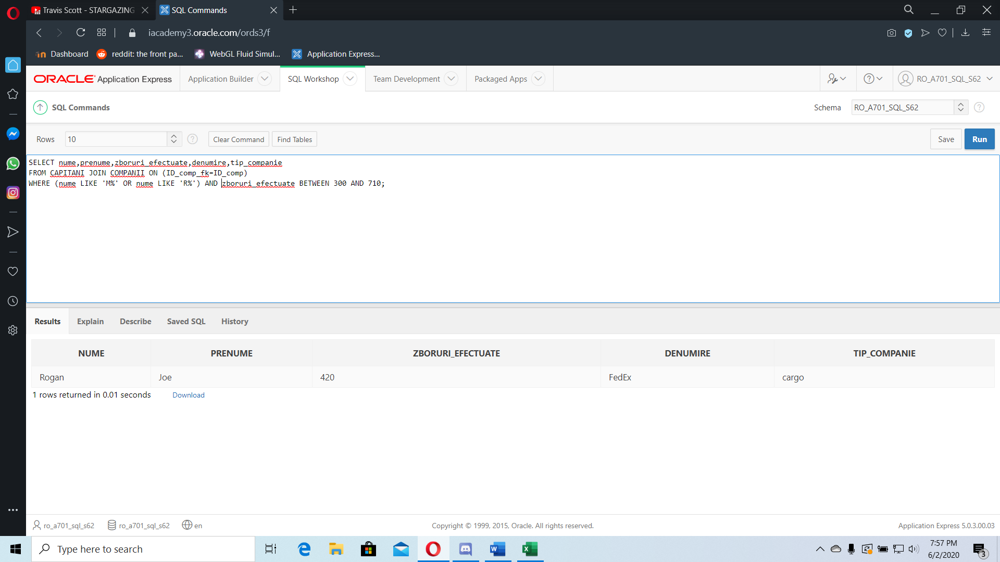 Travis Scott - STARGAZING
SQL Commands
iacademy3.oracle.com/ords3/f
Dashboard
reddit: the front pa...
WebGL Fluid Simul...
Application Express...
ORACLE Application Express
Application Builder
SQL Workshop
Team Development
Packaged Apps
RO_A701_SQL_S62
SQL Commands
Schema
RO_A701_SQL_S62
Rows
10
Clear Command
Find Tables
Save
Run
SELECT nume,prenume,zboruri_efectuate,denumire,tip_companie
FROM CAPITANI JOIN COMPANII ON (ID_comp_fk=ID_comp)
WHERE (nume LIKE 'M%' OR nume LIKE 'R%') AND zboruri_efectuate BETWEEN 300 AND 710;
Results
Explain
Describe
Saved SQL
History
NUME PRENUME ZBORURI_EFECTUATE DENUMIRE TIP_COMPANIE
Rogan Joe 420 FedEx cargo
1 rows returned in 0.01 seconds
Download
ro_a701_sql_s62
ro_a701_sql_s62
en
Copyright © 1999, 2015, Oracle. All rights reserved.
Application Express 5.0.3.00.03
Type here to search
7:57 PM
6/2/2020
3